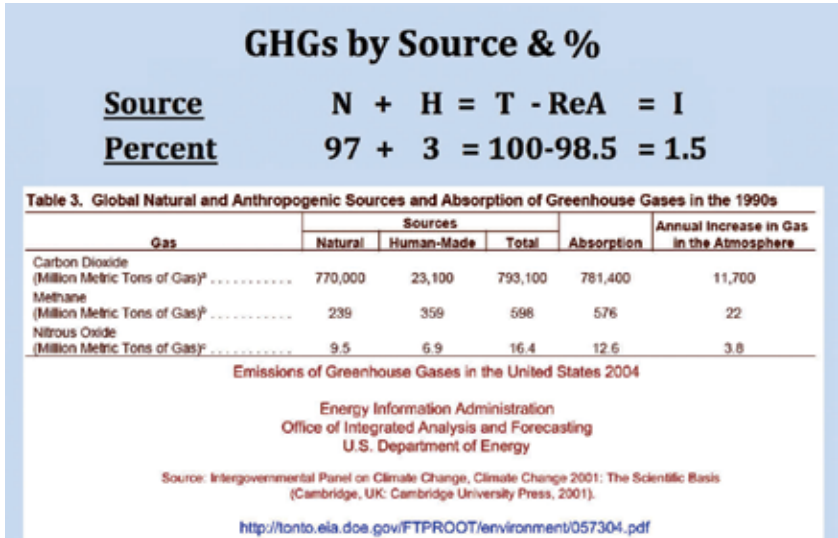 GHGs by Source & %
Source N + H = T - ReA = I
Percent 97 + 3 = 100-98.5 = 1.5
Table 3. Global Natural and Anthropogenic Sources and Absorption of Greenhouse Gases in the 1990s
Sources
Annual Increase in Gas
Gas Natural Human-Made Total Absorption in the Atmosphere
Carbon Dioxide
(Million Metric Tons of Gas)ᵃ . . . . . . . . . . . 770,000 23,100 793,100 781,400 11,700
Methane
(Million Metric Tons of Gas)ᵇ . . . . . . . . . . . 239 359 598 576 22
Nitrous Oxide
(Million Metric Tons of Gas)ᶜ . . . . . . . . . . . 9.5 6.9 16.4 12.6 3.8
Emissions of Greenhouse Gases in the United States 2004
Energy Information Administration
Office of Integrated Analysis and Forecasting
U.S. Department of Energy
Source: Intergovernmental Panel on Climate Change, Climate Change 2001: The Scientific Basis
(Cambridge, UK: Cambridge University Press, 2001).
http://tonto.eia.doe.gov/FTPROOT/environment/057304.pdf